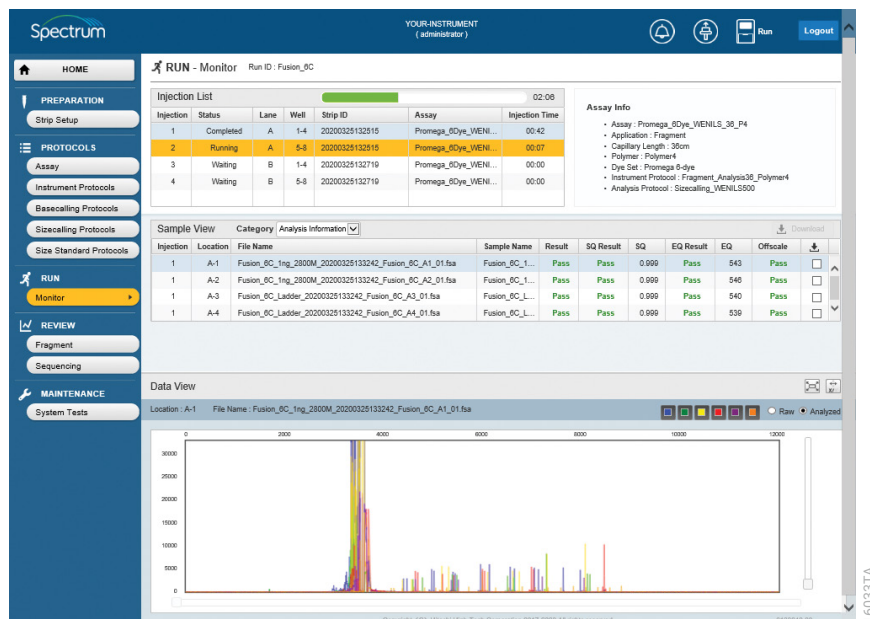 Spectrum
YOUR-INSTRUMENT
( administrator )
Run
Logout
HOME
PREPARATION
Strip Setup
PROTOCOLS
Assay
Instrument Protocols
Basecalling Protocols
Sizecalling Protocols
Size Standard Protocols
RUN
Monitor
REVIEW
Fragment
Sequencing
MAINTENANCE
System Tests
RUN - Monitor Run ID : Fusion_6C
Injection List 02:06
Injection Status Lane Well Strip ID Assay Injection Time
1 Completed A 1-4 20200325132515 Promega_6Dye_WENI... 00:42
2 Running A 5-8 20200325132515 Promega_6Dye_WENI... 00:07
3 Waiting B 1-4 20200325132719 Promega_6Dye_WENI... 00:00
4 Waiting B 5-8 20200325132719 Promega_6Dye_WENI... 00:00
Assay Info
• Assay : Promega_6Dye_WENILS_36_P4
• Application : Fragment
• Capillary Length : 36cm
• Polymer : Polymer4
• Dye Set : Promega 6-dye
• Instrument Protocol : Fragment_Analysis36_Polymer4
• Analysis Protocol : Sizecalling_WENILS500
Sample View Category Analysis Information Download
Injection Location File Name Sample Name Result SQ Result SQ EQ Result EQ Offscale
1 A-1 Fusion_6C_1ng_2800M_20200325133242_Fusion_6C_A1_01.fsa Fusion_6C_1... Pass Pass 0.999 Pass 543 Pass
1 A-2 Fusion_6C_1ng_2800M_20200325133242_Fusion_6C_A2_01.fsa Fusion_6C_1... Pass Pass 0.999 Pass 546 Pass
1 A-3 Fusion_6C_Ladder_20200325133242_Fusion_6C_A3_01.fsa Fusion_6C_L... Pass Pass 0.999 Pass 540 Pass
1 A-4 Fusion_6C_Ladder_20200325133242_Fusion_6C_A4_01.fsa Fusion_6C_L... Pass Pass 0.999 Pass 539 Pass
Data View
Location : A-1 File Name : Fusion_6C_1ng_2800M_20200325133242_Fusion_6C_A1_01.fsa Raw Analyzed
0 2000 4000 6000 8000 10000 12000
30000
25000
20000
15000
10000
5000
0
6033TA